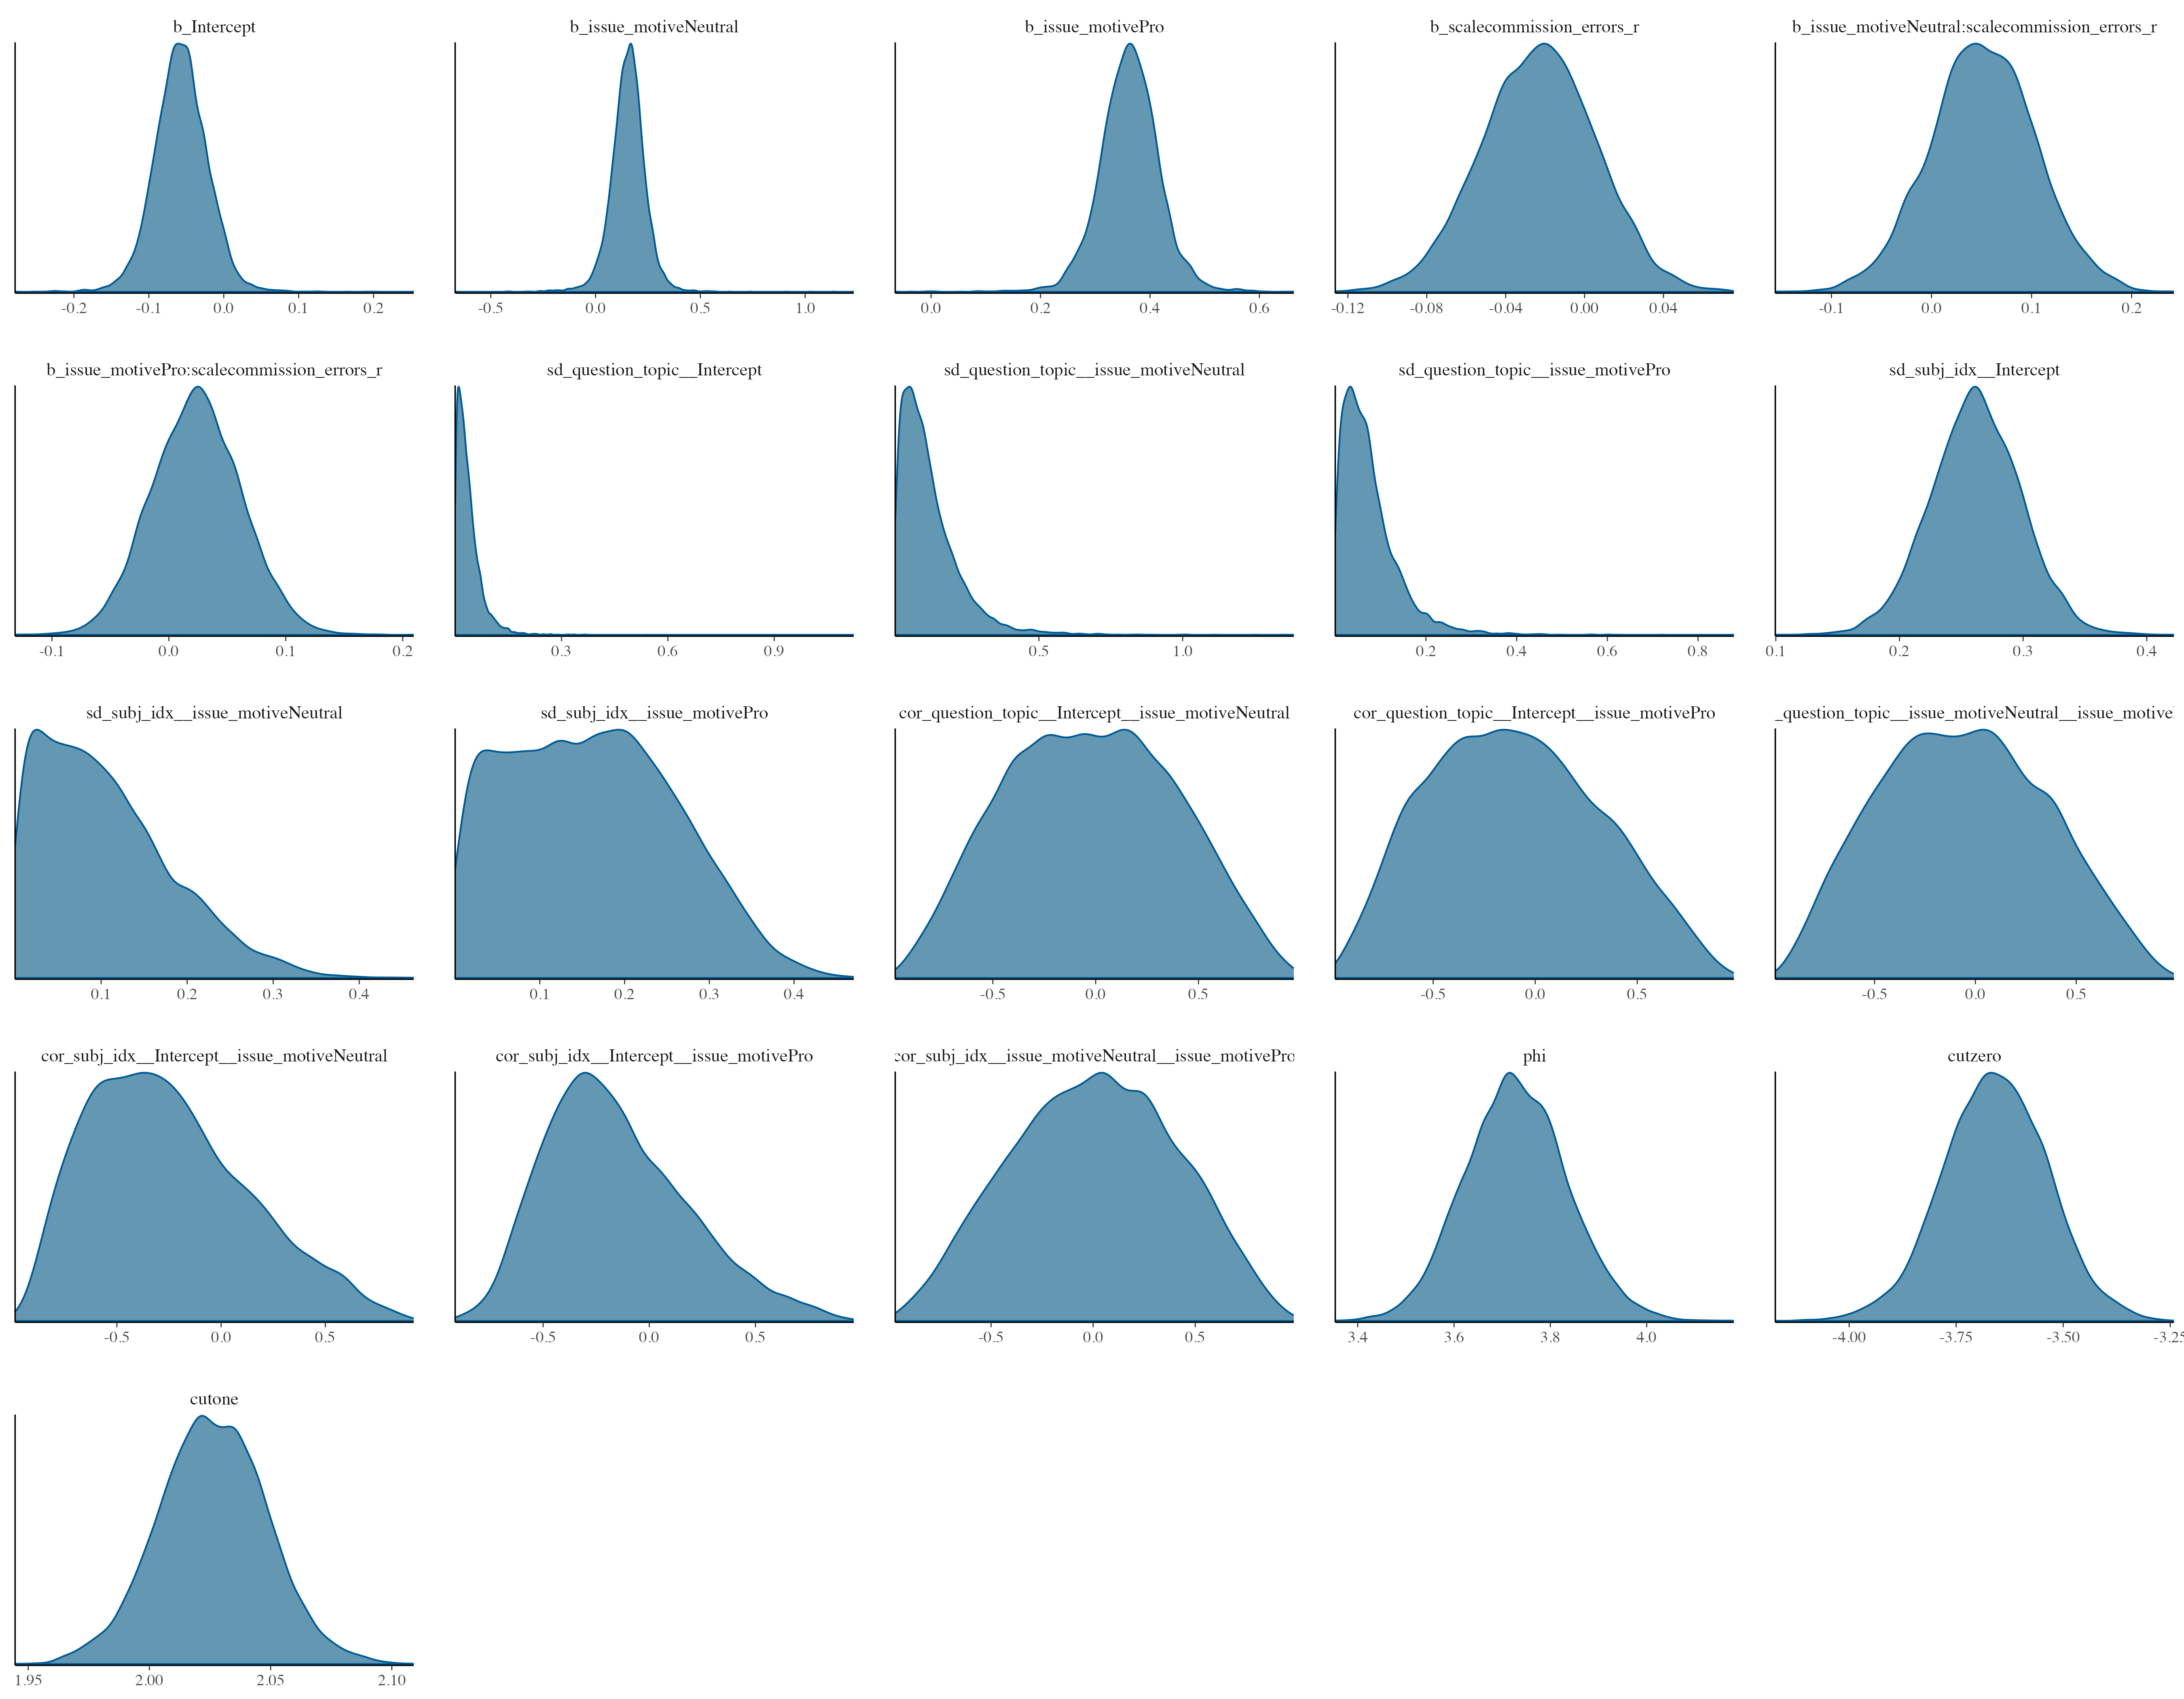 b_Intercept
b_issue_motiveNeutral
b_issue_motivePro
b_scalecommission_errors_r
b_issue_motiveNeutral:scalecommission_errors_r
-0.2 -0.1 0.0 0.1 0.2
-0.5 0.0 0.5 1.0
0.0 0.2 0.4 0.6
-0.12 -0.08 -0.04 0.00 0.04
-0.1 0.0 0.1 0.2
b_issue_motivePro:scalecommission_errors_r
sd_question_topic__Intercept
sd_question_topic__issue_motiveNeutral
sd_question_topic__issue_motivePro
sd_subj_idx__Intercept
-0.1 0.0 0.1 0.2
0.3 0.6 0.9
0.5 1.0
0.2 0.4 0.6 0.8
0.1 0.2 0.3 0.4
sd_subj_idx__issue_motiveNeutral
sd_subj_idx__issue_motivePro
cor_question_topic__Intercept__issue_motiveNeutral
cor_question_topic__Intercept__issue_motivePro
_question_topic__issue_motiveNeutral__issue_motive
0.1 0.2 0.3 0.4
0.1 0.2 0.3 0.4
-0.5 0.0 0.5
-0.5 0.0 0.5
-0.5 0.0 0.5
cor_subj_idx__Intercept__issue_motiveNeutral
cor_subj_idx__Intercept__issue_motivePro
cor_subj_idx__issue_motiveNeutral__issue_motivePro
phi
cutzero
-0.5 0.0 0.5
-0.5 0.0 0.5
-0.5 0.0 0.5
3.4 3.6 3.8 4.0
-4.00 -3.75 -3.50 -3.25
cutone
1.95 2.00 2.05 2.10